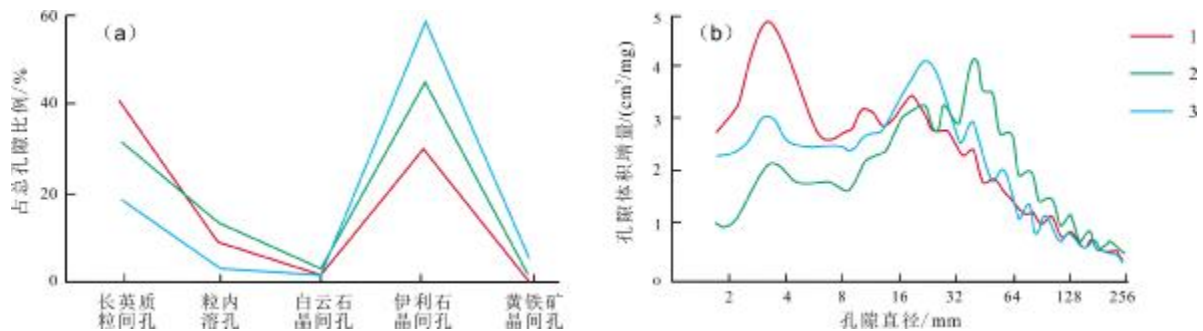 (a)
占总孔隙比例/%
60
40
20
0
长英质
粒间孔
粒内
溶孔
白云石
晶间孔
伊利石
晶间孔
黄铁矿
晶间孔
(b)
孔隙体积增量/(cm³/mg)
5
4
3
2
1
0
2 4 8 16 32 64 128 256
孔隙直径/mm
1
2
3